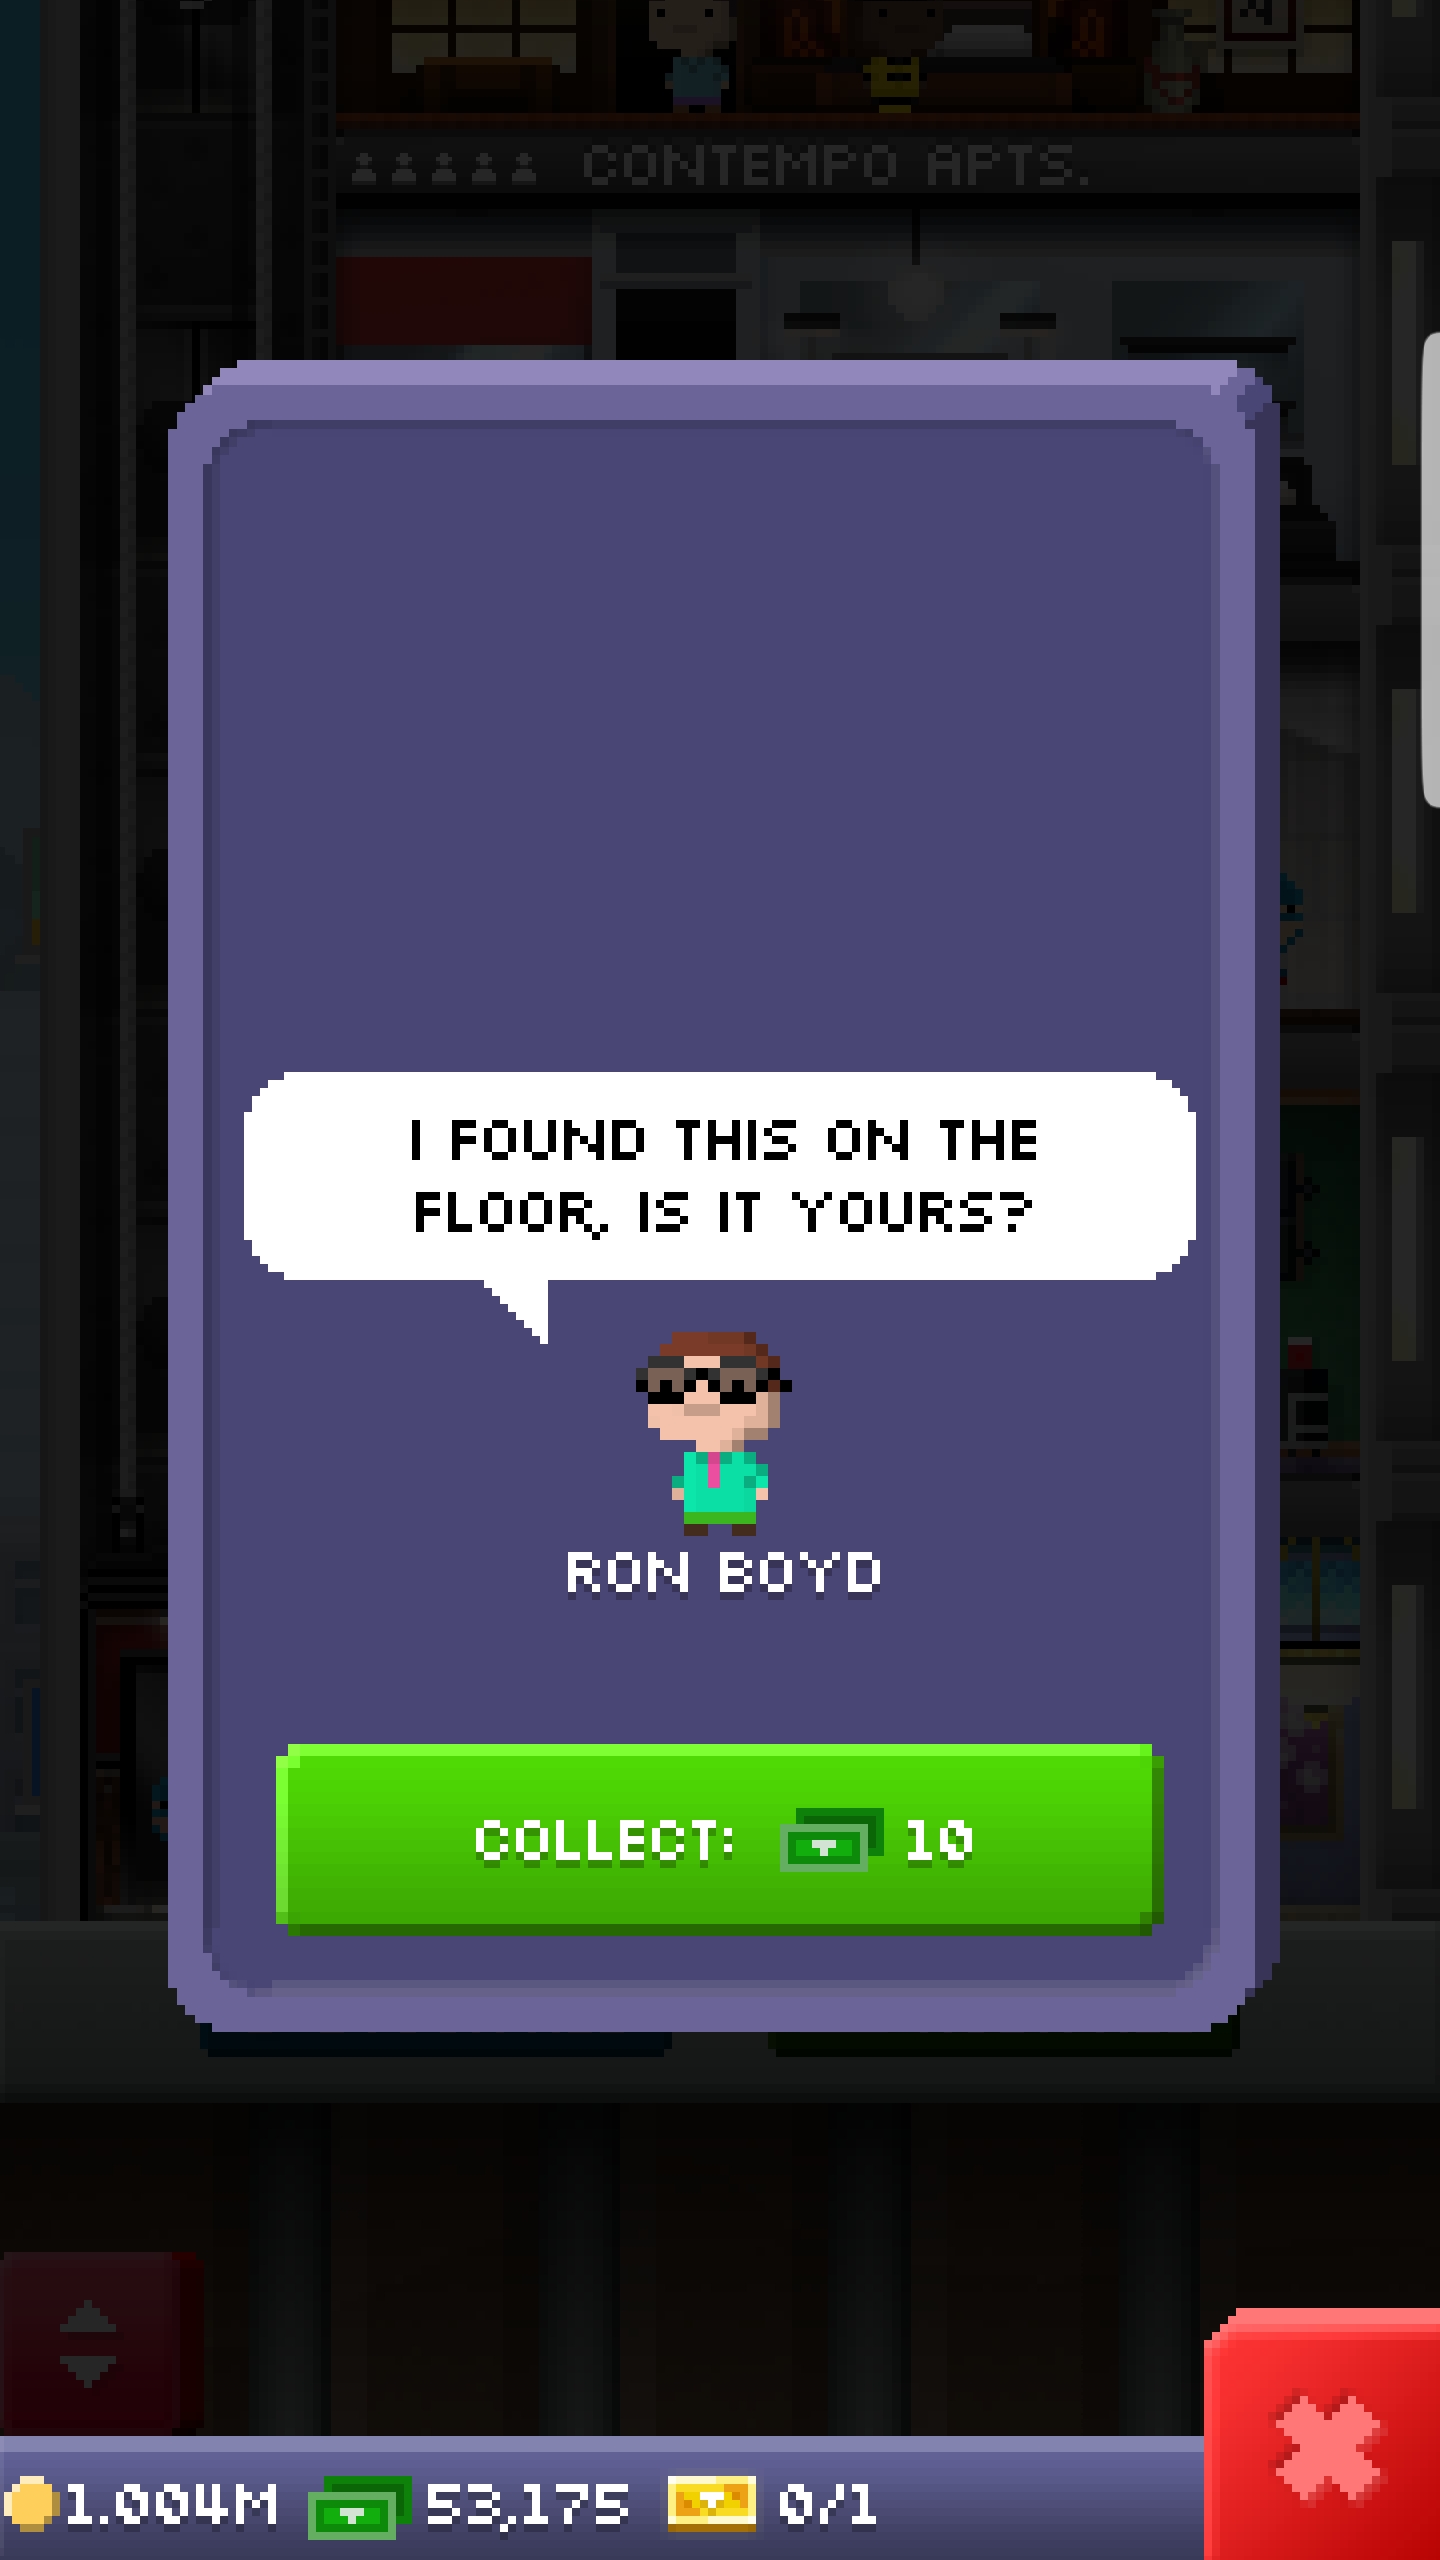 CONTEMPO APTS.
I FOUND THIS ON THE
FLOOR, IS IT YOURS?
RON BOYD
COLLECT: 10
1.004M 53,175 0/1